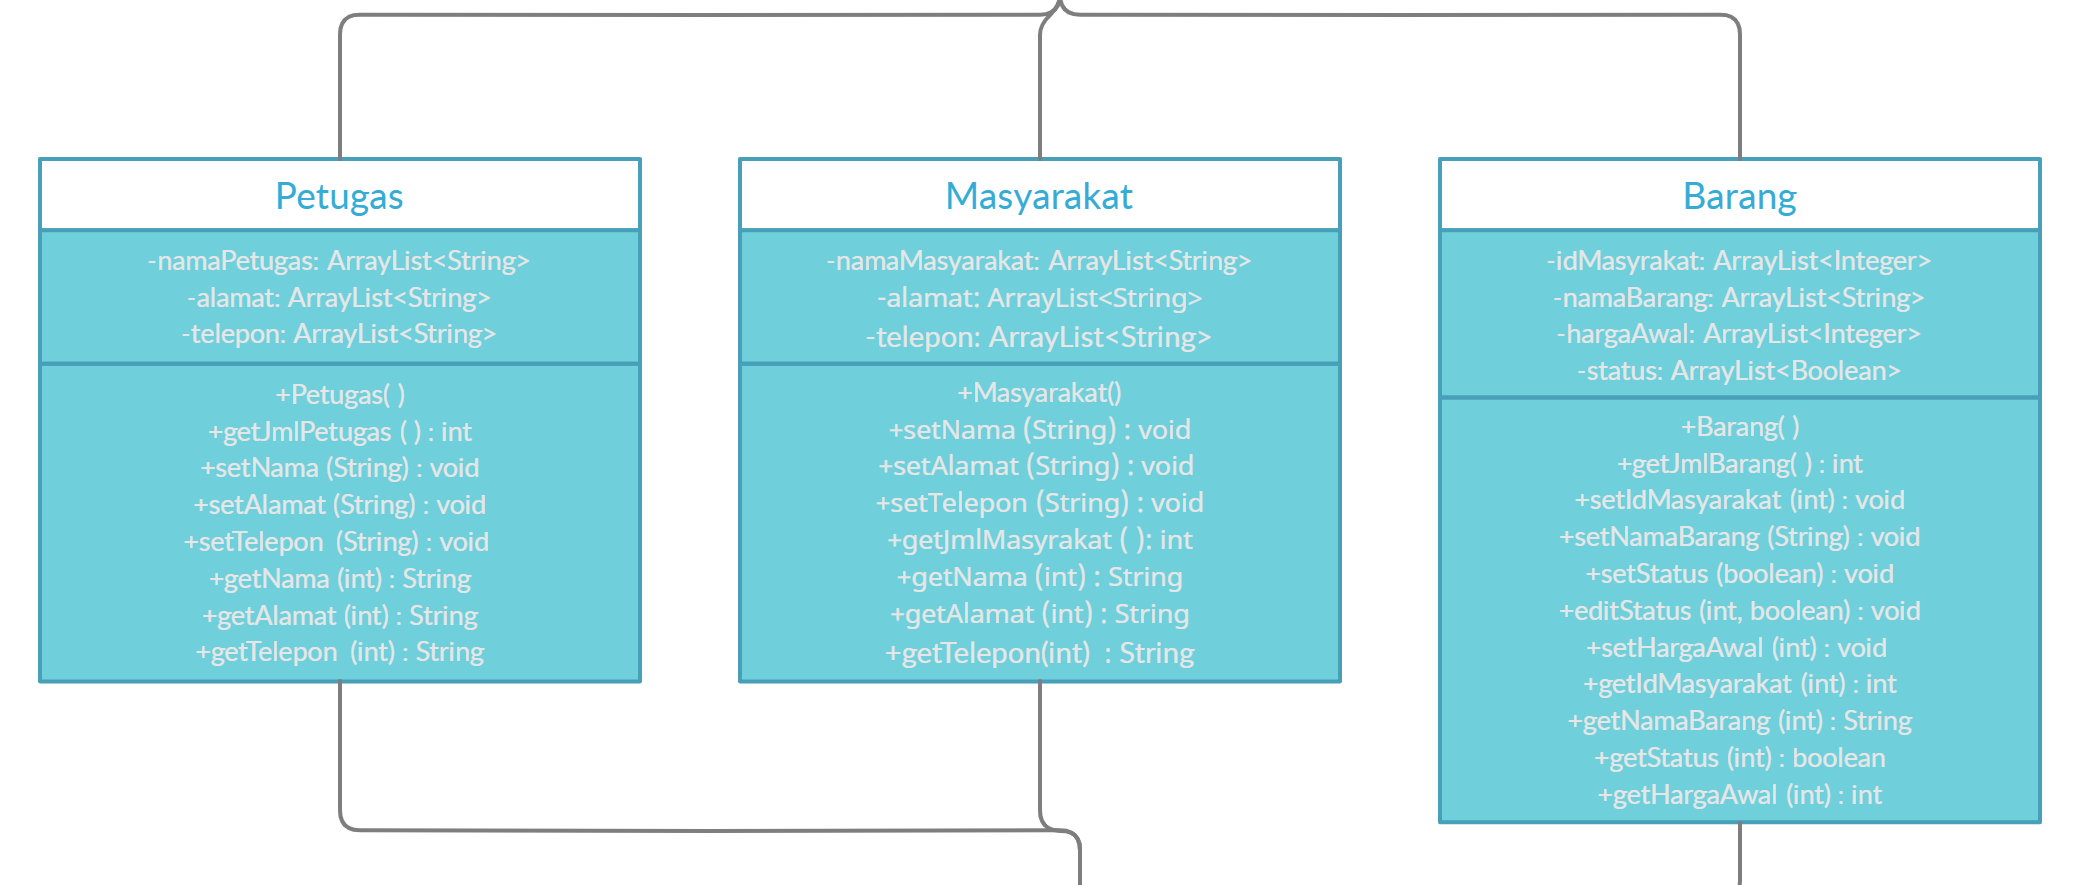 Petugas
-namaPetugas: ArrayList<String>
-alamat: ArrayList<String>
-telepon: ArrayList<String>
+Petugas( )
+getJmlPetugas ( ) : int
+setNama (String) : void
+setAlamat (String) : void
+setTelepon (String) : void
+getNama (int) : String
+getAlamat (int) : String
+getTelepon (int) : String
Masyarakat
-namaMasyarakat: ArrayList<String>
-alamat: ArrayList<String>
-telepon: ArrayList<String>
+Masyarakat()
+setNama (String) : void
+setAlamat (String) : void
+setTelepon (String) : void
+getJmlMasyrakat ( ): int
+getNama (int) : String
+getAlamat (int) : String
+getTelepon(int) : String
Barang
-idMasyrakat: ArrayList<Integer>
-namaBarang: ArrayList<String>
-hargaAwal: ArrayList<Integer>
-status: ArrayList<Boolean>
+Barang( )
+getJmlBarang( ) : int
+setIdMasyarakat (int) : void
+setNamaBarang (String) : void
+setStatus (boolean) : void
+editStatus (int, boolean) : void
+setHargaAwal (int) : void
+getIdMasyarakat (int) : int
+getNamaBarang (int) : String
+getStatus (int) : boolean
+getHargaAwal (int) : int